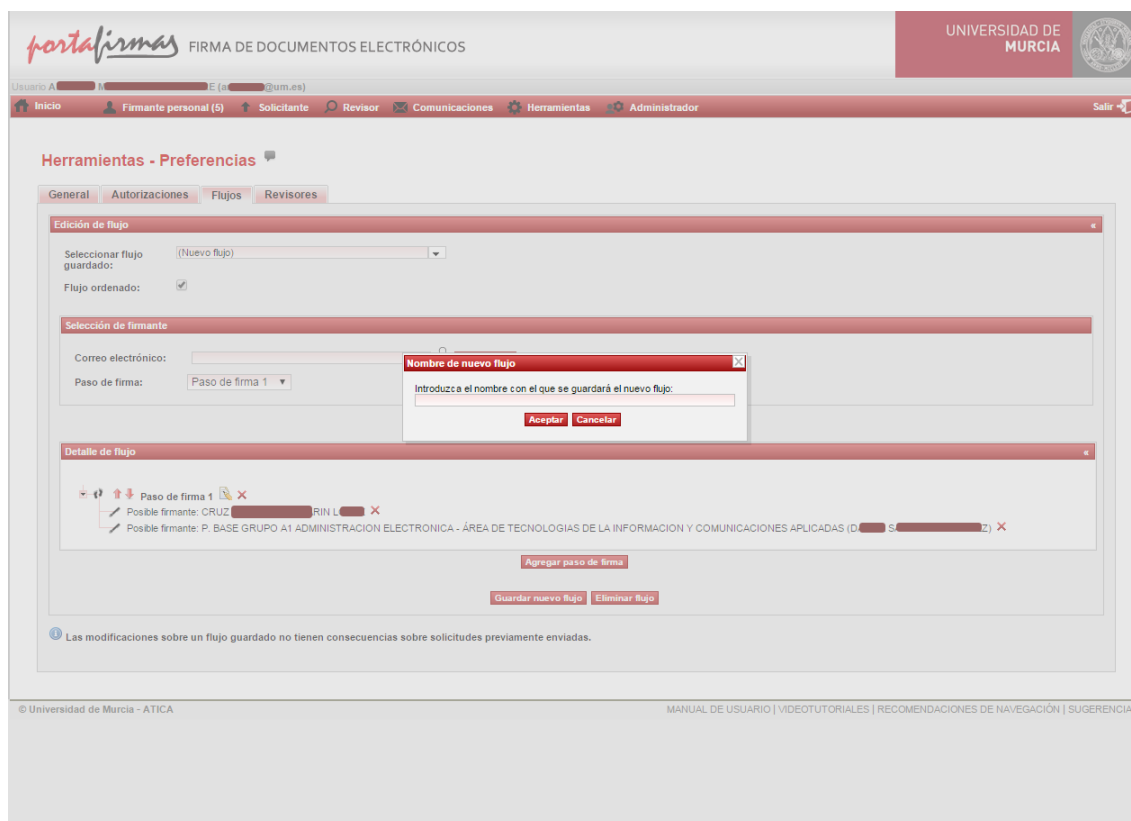 portafirmas FIRMA DE DOCUMENTOS ELECTRÓNICOS
UNIVERSIDAD DE
MURCIA
Usuario A M E (a @um.es)
Inicio Firmante personal (5) Solicitante Revisor Comunicaciones Herramientas Administrador Salir
Herramientas - Preferencias
General Autorizaciones Flujos Revisores
Edición de flujo «
Seleccionar flujo guardado: (Nuevo flujo)
Flujo ordenado:
Selección de firmante
Correo electrónico:
Paso de firma: Paso de firma 1
Nombre de nuevo flujo
Introduzca el nombre con el que se guardará el nuevo flujo:
Aceptar Cancelar
Detalle de flujo «
Paso de firma 1
Posible firmante: CRUZ RIN L
Posible firmante: P. BASE GRUPO A1 ADMINISTRACION ELECTRONICA - ÁREA DE TECNOLOGIAS DE LA INFORMACION Y COMUNICACIONES APLICADAS (D S Z)
Agregar paso de firma
Guardar nuevo flujo Eliminar flujo
Las modificaciones sobre un flujo guardado no tienen consecuencias sobre solicitudes previamente enviadas.
© Universidad de Murcia - ATICA MANUAL DE USUARIO | VIDEOTUTORIALES | RECOMENDACIONES DE NAVEGACIÓN | SUGERENCIA